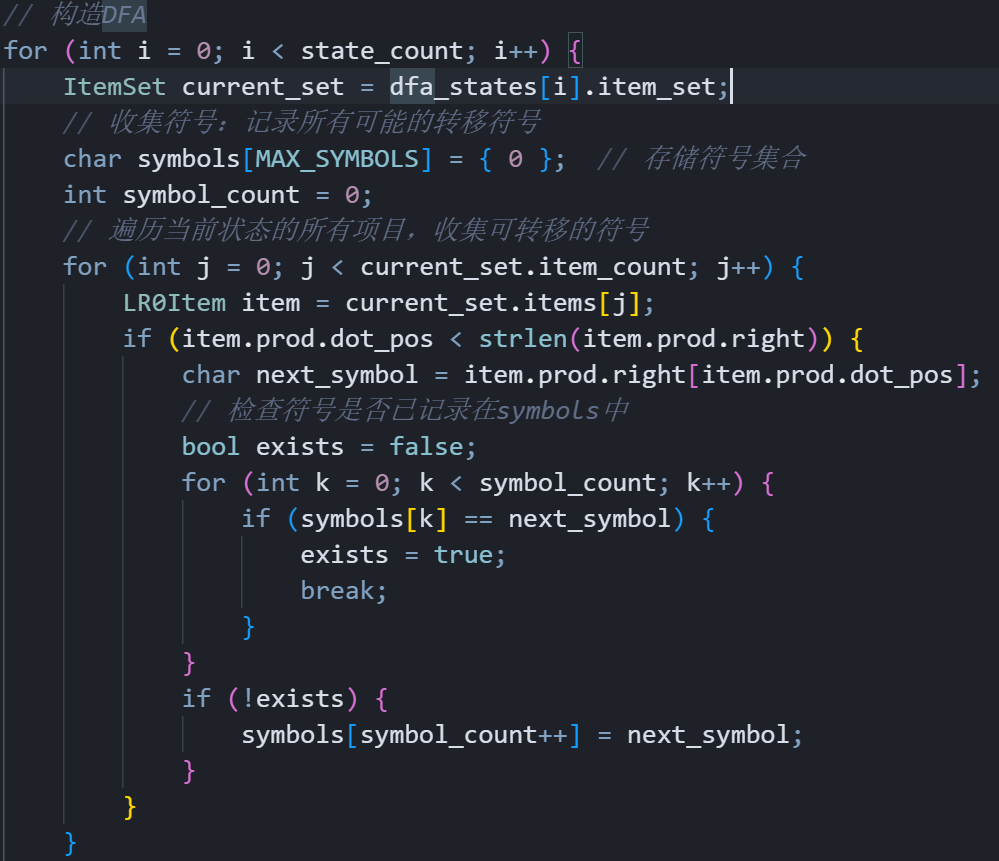 // 构造DFA
for (int i = 0; i < state_count; i++) {
ItemSet current_set = dfa_states[i].item_set;
// 收集符号：记录所有可能的转移符号
char symbols[MAX_SYMBOLS] = { 0 };  // 存储符号集合
int symbol_count = 0;
// 遍历当前状态的所有项目，收集可转移的符号
for (int j = 0; j < current_set.item_count; j++) {
LR0Item item = current_set.items[j];
if (item.prod.dot_pos < strlen(item.prod.right)) {
char next_symbol = item.prod.right[item.prod.dot_pos];
// 检查符号是否已记录在symbols中
bool exists = false;
for (int k = 0; k < symbol_count; k++) {
if (symbols[k] == next_symbol) {
exists = true;
break;
}
}
if (!exists) {
symbols[symbol_count++] = next_symbol;
}
}
}